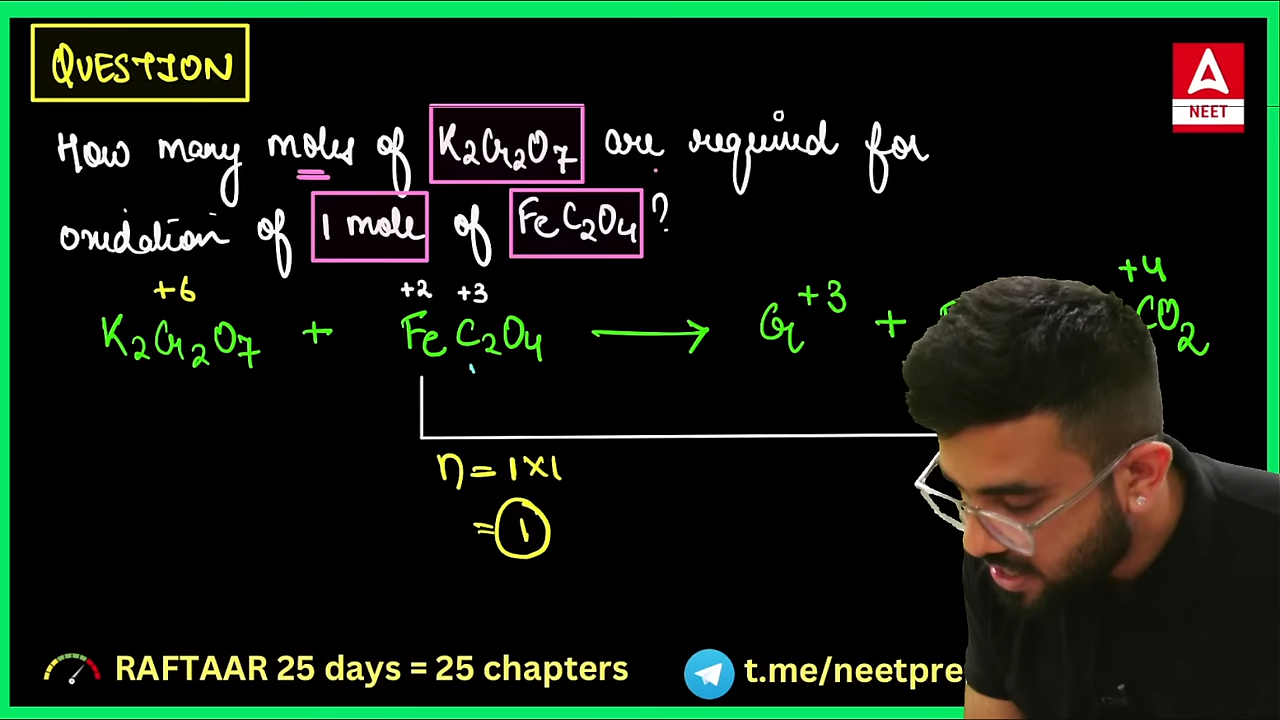 QUESTION
NEET
How many moles of K2Cr2O7 are required for
oxidation of 1 mole of FeC2O4?
+6 +2 +3 +4
K2Cr2O7 + FeC2O4 ⟶ Cr+3 + CO2
n = 1×1
= 1
RAFTAAR 25 days = 25 chapters
t.me/neetpre